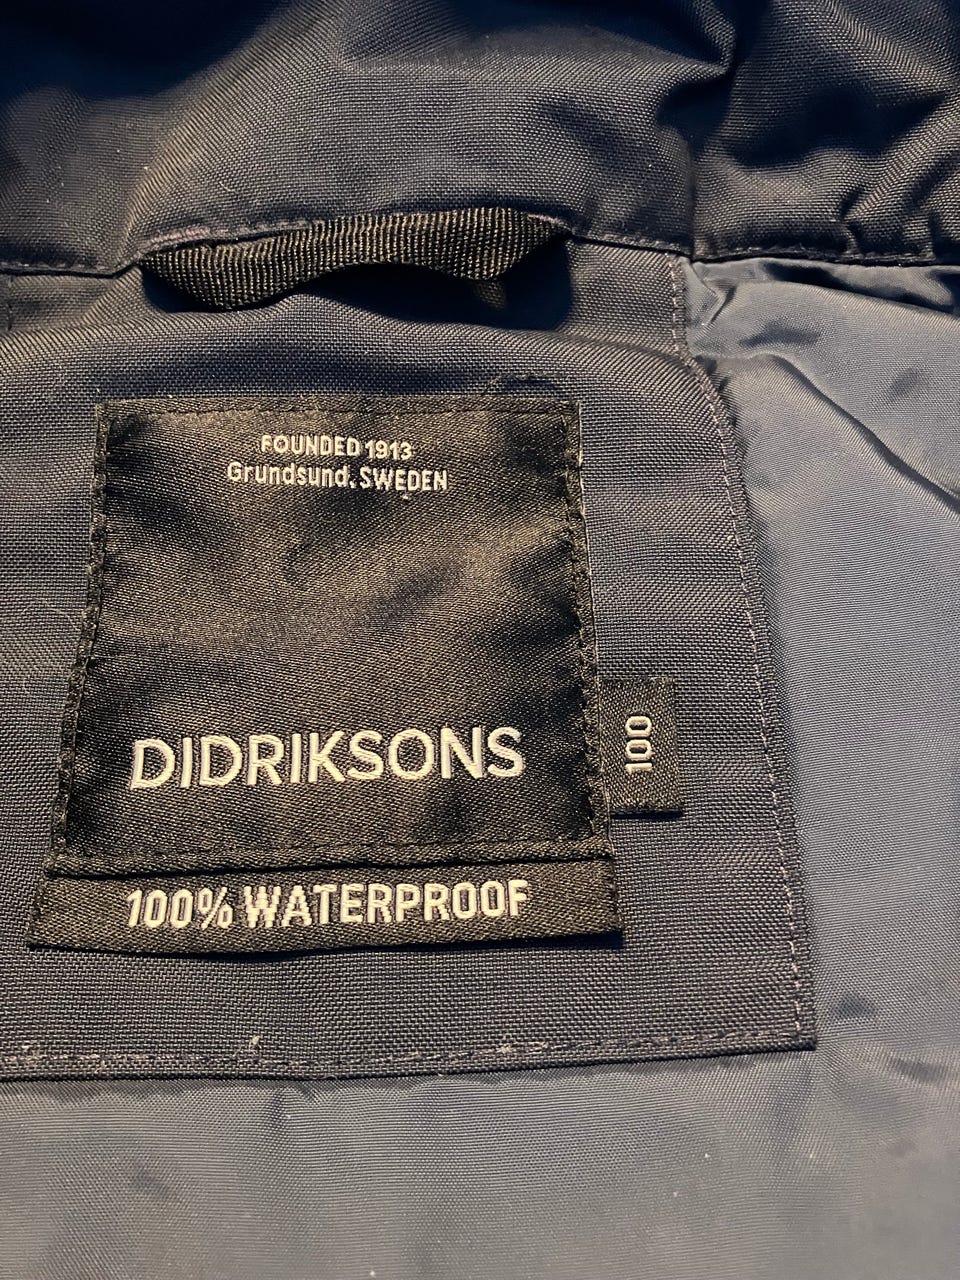 FOUNDED 1913
Grundsund, SWEDEN
DIDRIKSONS
100
100% WATERPROOF